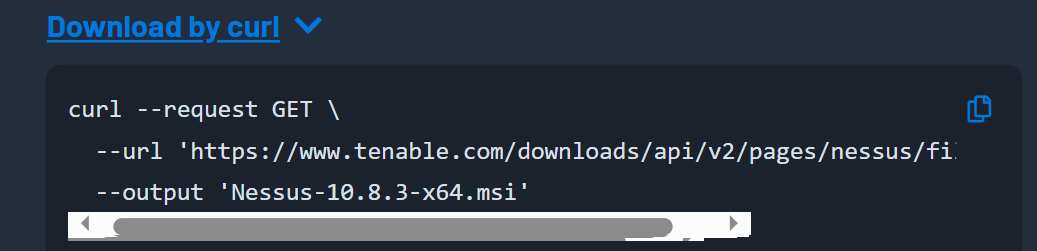 Download by curl
curl --request GET \
--url 'https://www.tenable.com/downloads/api/v2/pages/nessus/fi
--output 'Nessus-10.8.3-x64.msi'